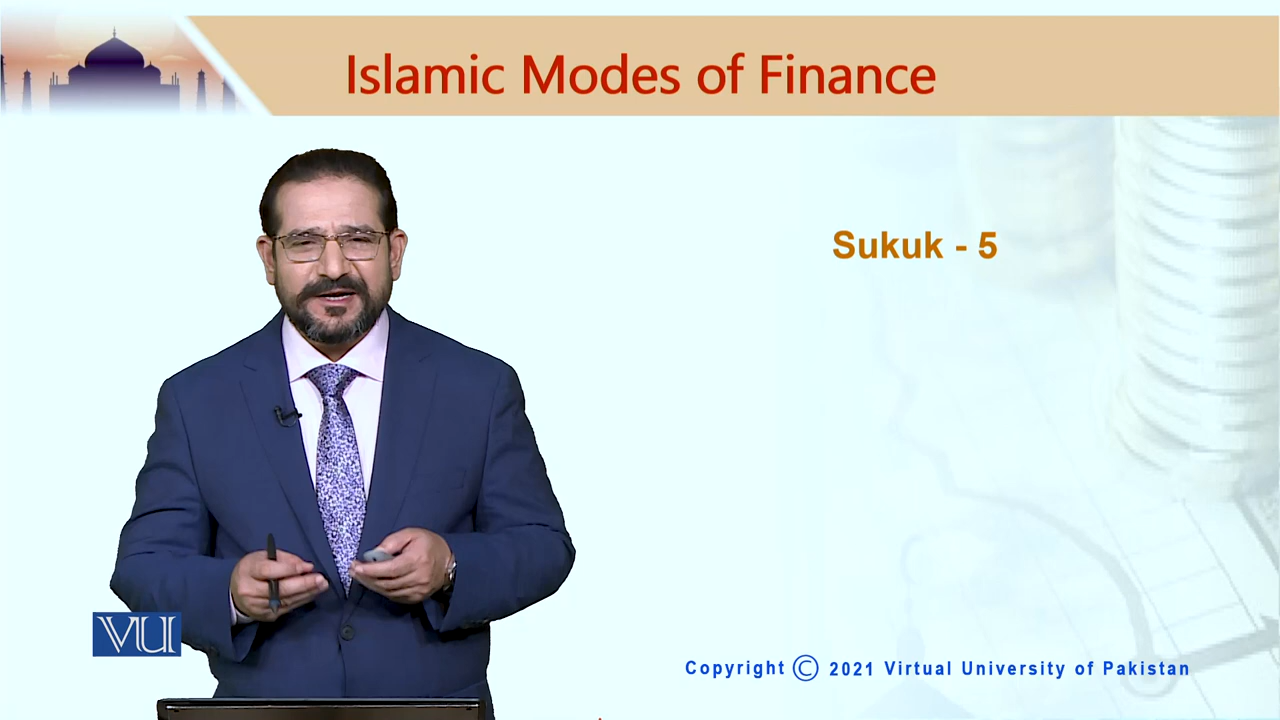 Islamic Modes of Finance
Sukuk - 5
VU
Copyright © 2021 Virtual University of Pakistan